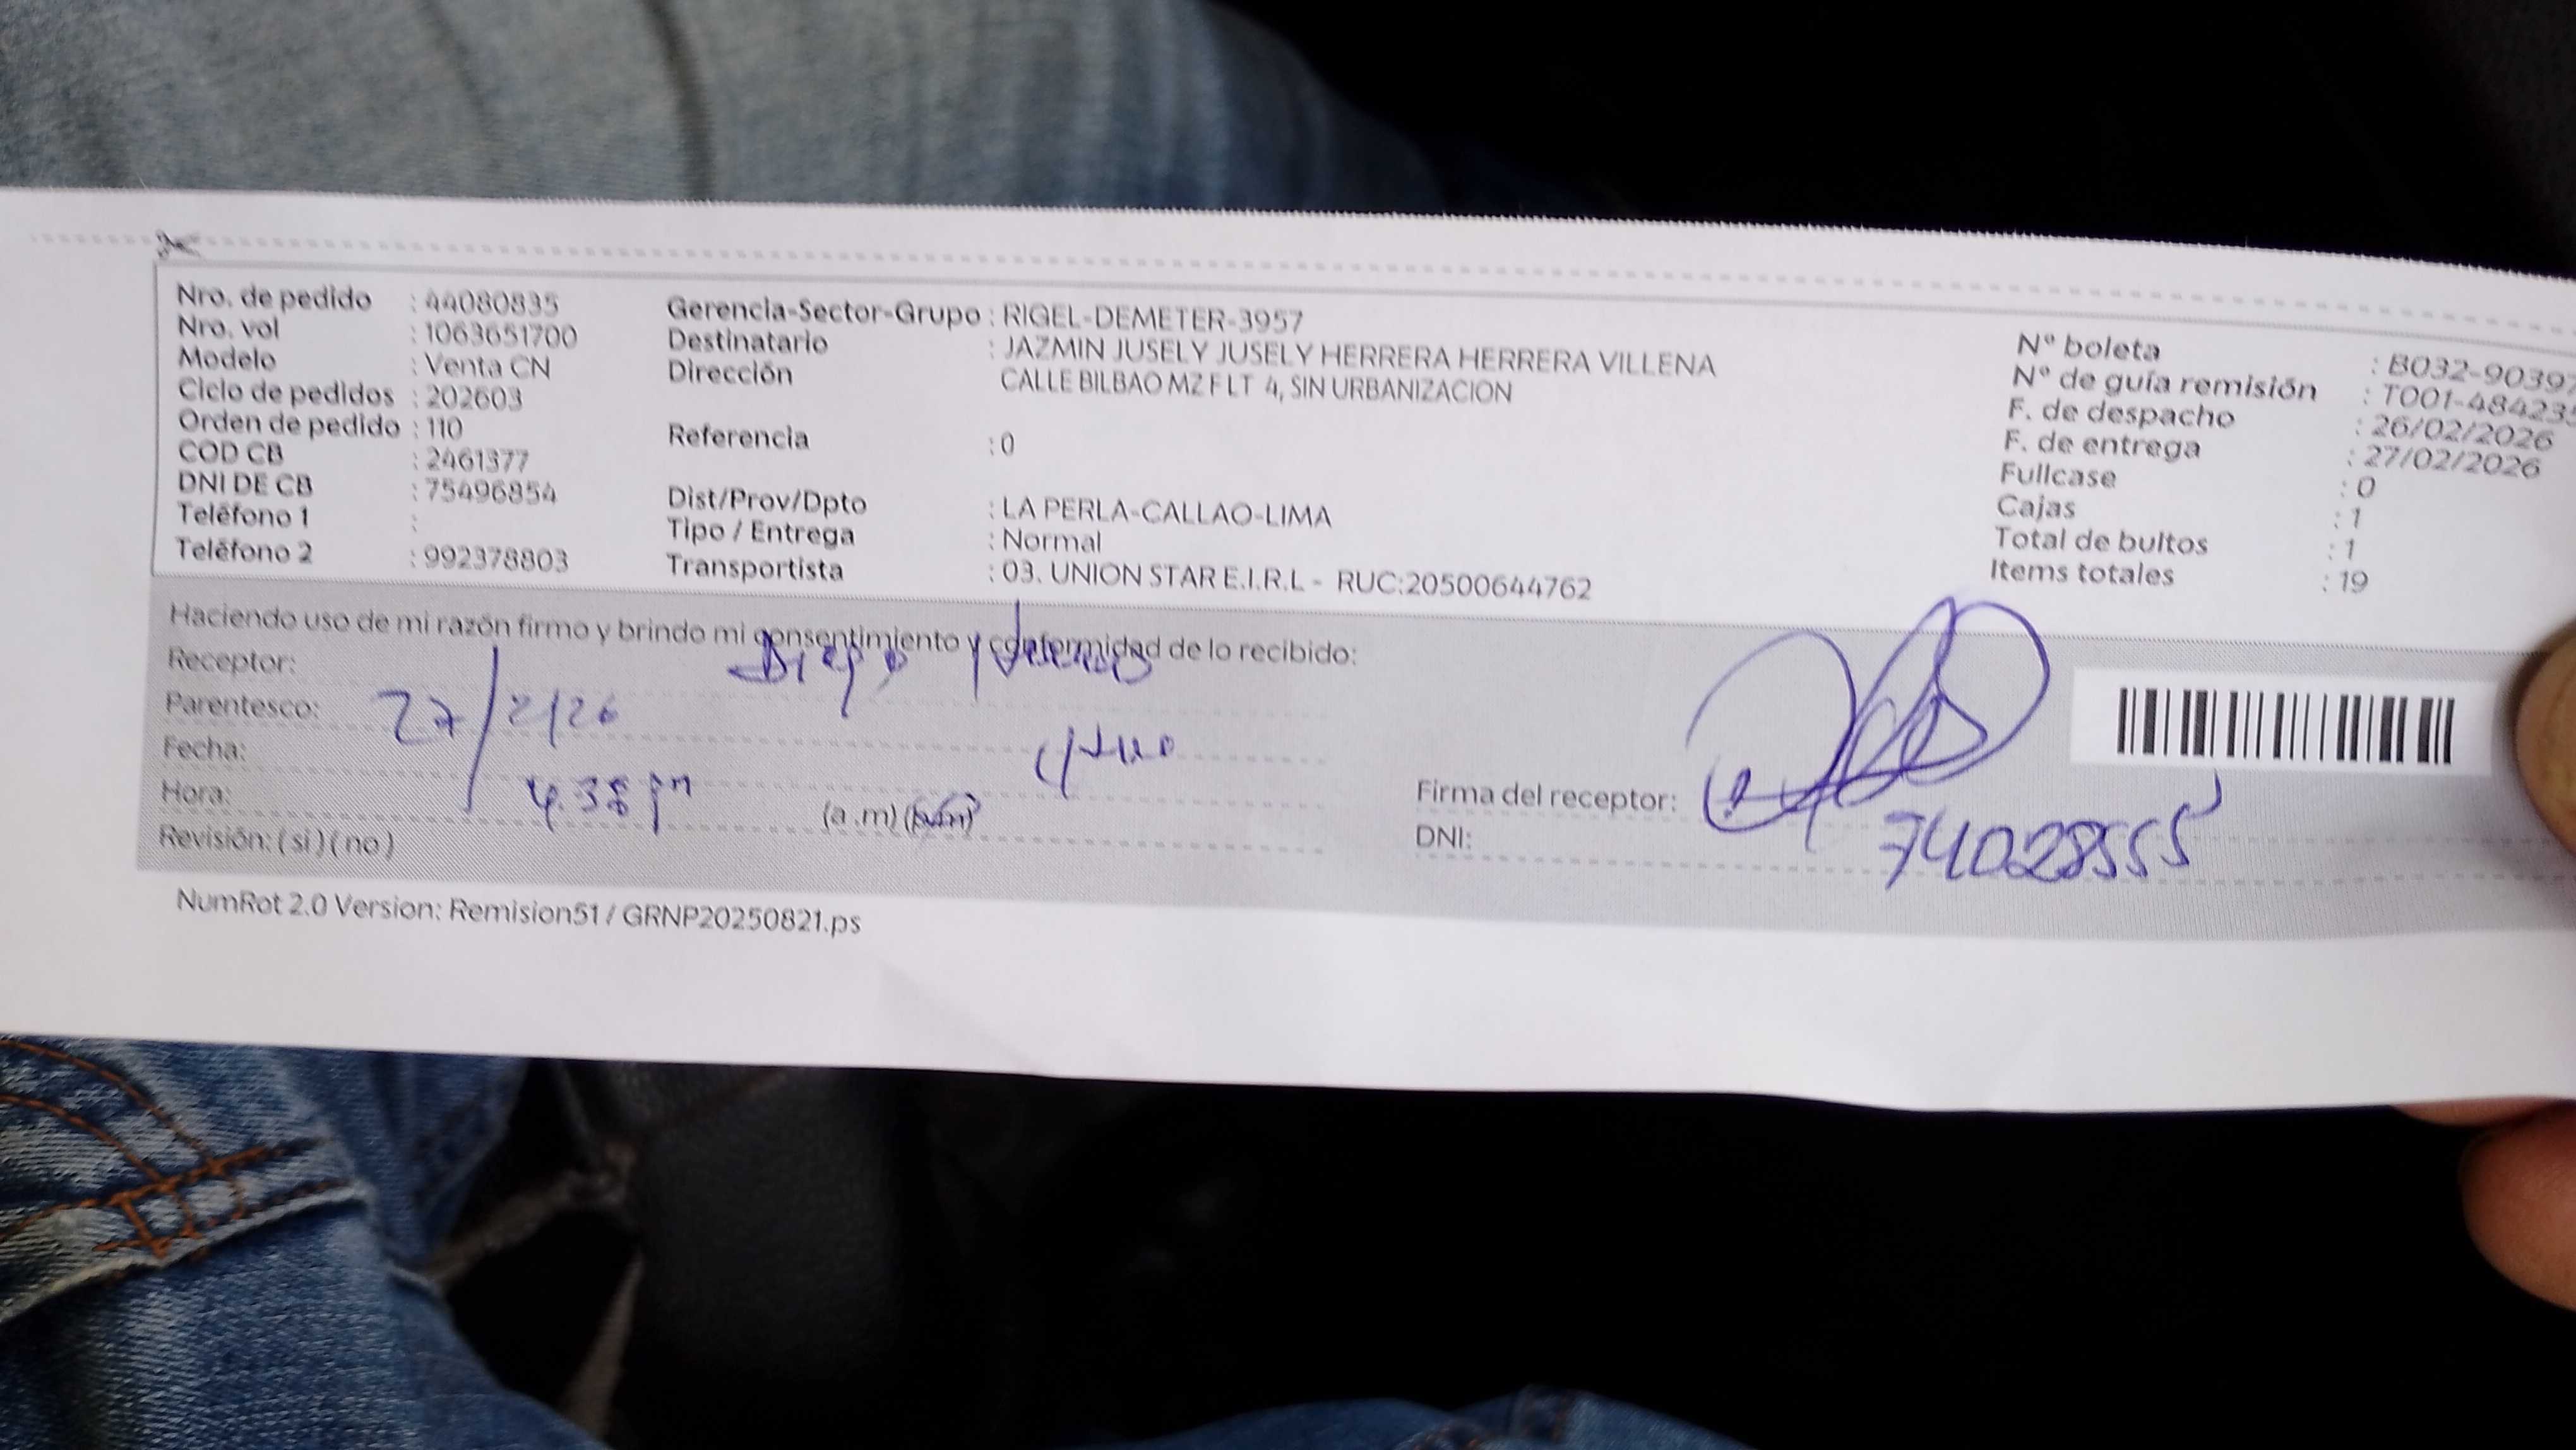 Nro. de pedido : 44080835
Nro. vol : 1063651700
Modelo : Venta CN
Ciclo de pedidos : 202603
Orden de pedido : 110
COD CB : 2461377
DNI DE CB : 75496854
Teléfono 1 :
Teléfono 2 : 992378803
Gerencia-Sector-Grupo : RIGEL-DEMETER-3957
Destinatario : JAZMIN JUSELY JUSELY HERRERA HERRERA VILLENA
Dirección CALLE BILBAO MZ F LT 4, SIN URBANIZACION
Referencia : 0
Dist/Prov/Dpto : LA PERLA-CALLAO-LIMA
Tipo / Entrega : Normal
Transportista : 03. UNION STAR E.I.R.L - RUC:20500644762
Nº boleta : B032-90397
Nº de guía remisión : T001-484235
F. de despacho : 26/02/2026
F. de entrega : 27/02/2026
Fullcase : 0
Cajas : 1
Total de bultos : 1
Items totales : 19
Haciendo uso de mi razón firmo y brindo mi consentimiento y conformidad de lo recibido:
Receptor: Diego
Parentesco:
Fecha: 27/2/26
Hora: 4.38 pm (a .m) (p.m)
Revisión: ( si ) ( no )
Firma del receptor:
DNI: 74028555
NumRot 2.0 Version: Remision51 / GRNP20250821.ps